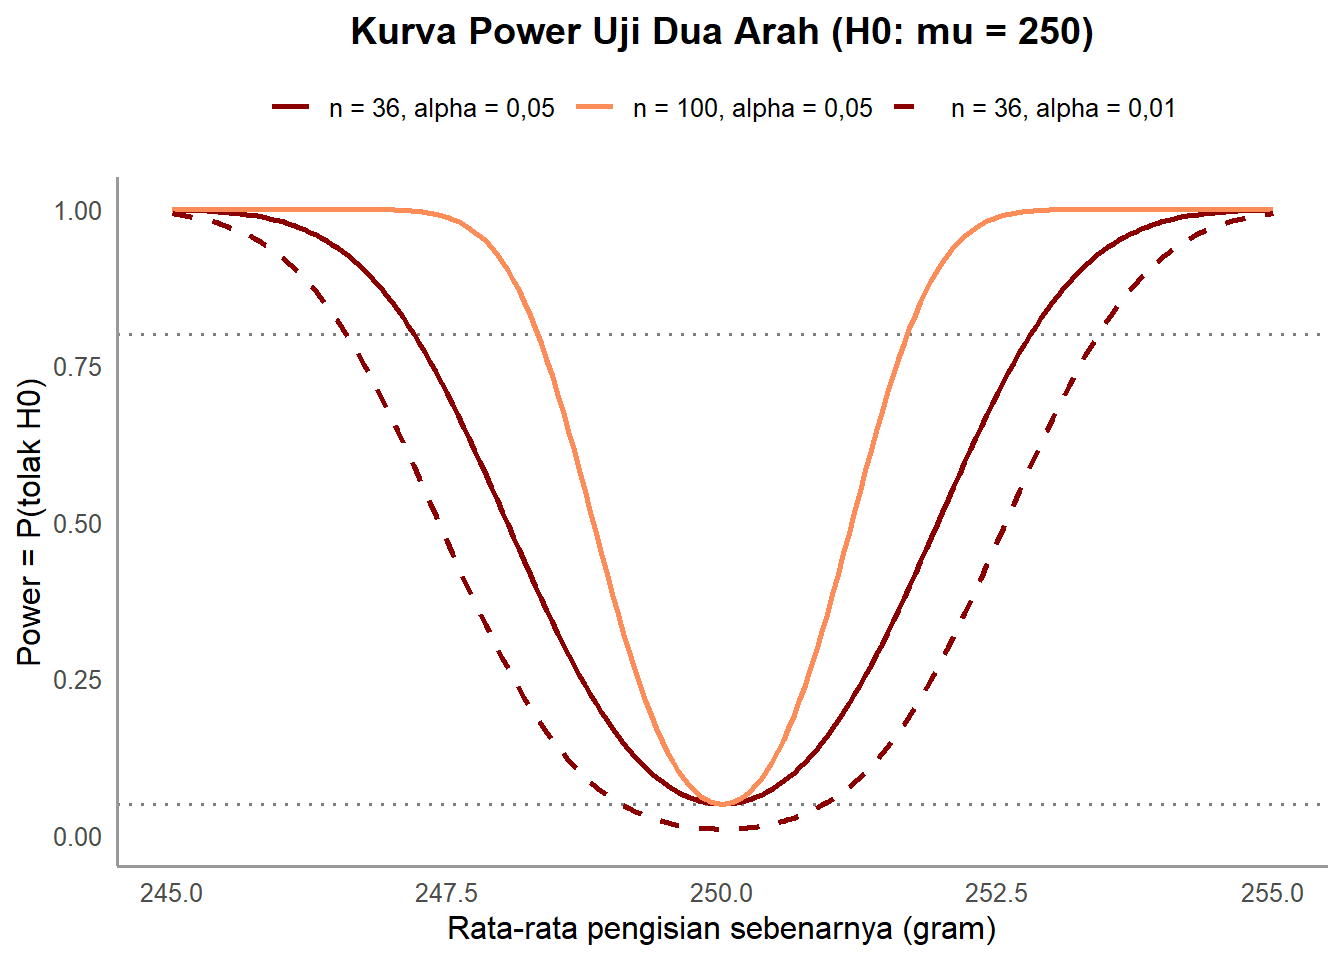 Kurva Power Uji Dua Arah (H0: mu = 250)
n = 36, alpha = 0,05 n = 100, alpha = 0,05 n = 36, alpha = 0,01
Power = P(tolak H0)
1.00
0.75
0.50
0.25
0.00
245.0 247.5 250.0 252.5 255.0
Rata-rata pengisian sebenarnya (gram)